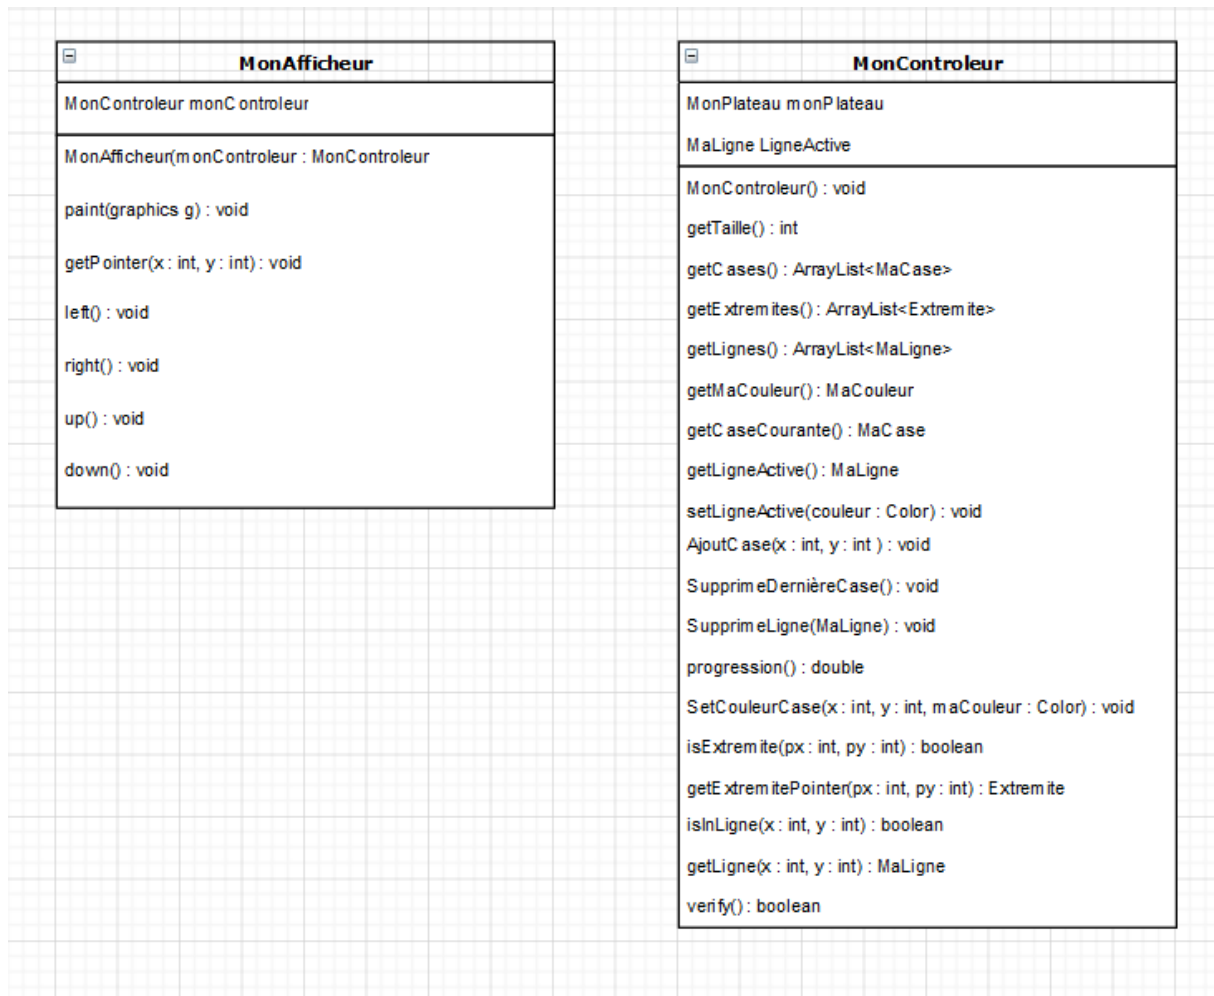 MonAfficheur
MonControleur monControleur
MonAfficheur(monControleur : MonControleur
paint(graphics g) : void
getPointer(x : int, y : int) : void
left() : void
right() : void
up() : void
down() : void
MonControleur
MonPlateau monPlateau
MaLigne LigneActive
MonControleur() : void
getTaille() : int
getCases() : ArrayList<MaCase>
getExtremites() : ArrayList<Extremite>
getLignes() : ArrayList<MaLigne>
getMaCouleur() : MaCouleur
getCaseCourante() : MaCase
getLigneActive() : MaLigne
setLigneActive(couleur : Color) : void
AjoutCase(x : int, y : int ) : void
SupprimeDernièreCase() : void
SupprimeLigne(MaLigne) : void
progression() : double
SetCouleurCase(x : int, y : int, maCouleur : Color) : void
isExtremite(px : int, py : int) : boolean
getExtremitePointer(px : int, py : int) : Extremite
isInLigne(x : int, y : int) : boolean
getLigne(x : int, y : int) : MaLigne
verify() : boolean